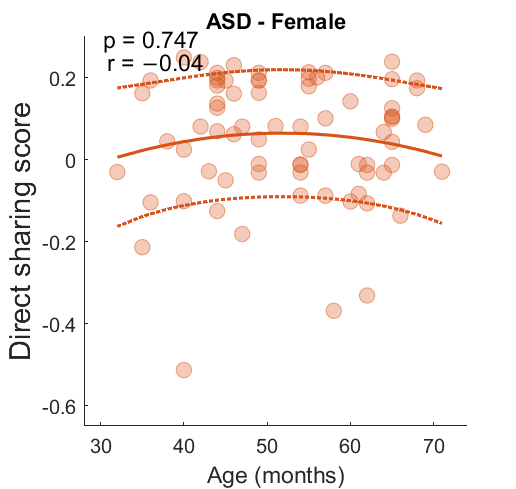 ASD - Female
p = 0.747
r = −0.04
Direct sharing score
0.2
0
-0.2
-0.4
-0.6
30 40 50 60 70
Age (months)